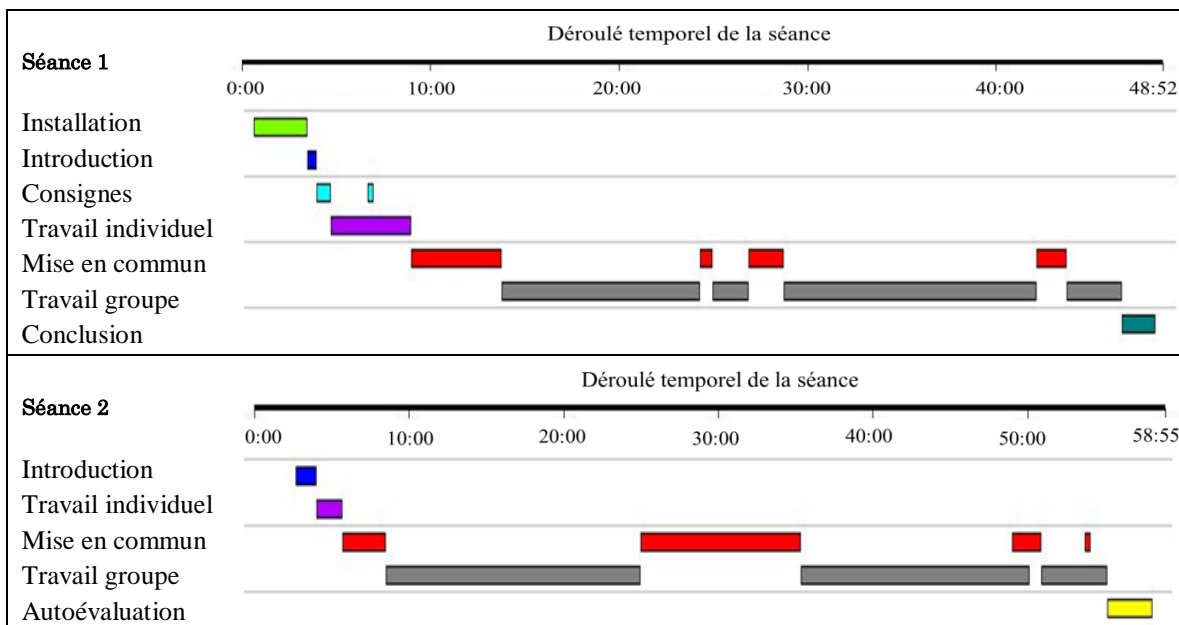 Déroulé temporel de la séance
Séance 1
0:00 10:00 20:00 30:00 40:00 48:52
Installation
Introduction
Consignes
Travail individuel
Mise en commun
Travail groupe
Conclusion
Déroulé temporel de la séance
Séance 2
0:00 10:00 20:00 30:00 40:00 50:00 58:55
Introduction
Travail individuel
Mise en commun
Travail groupe
Autoévaluation